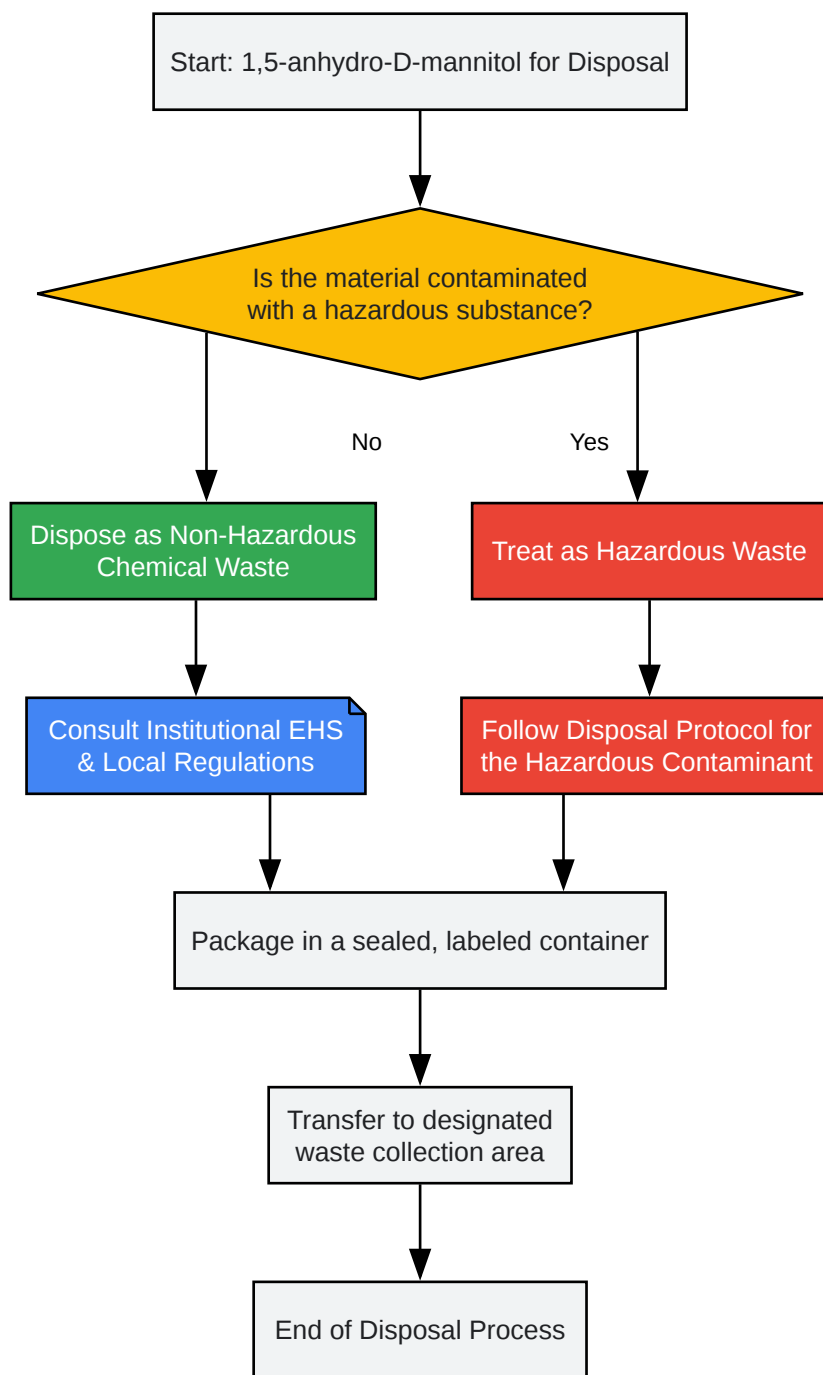 Start: 1,5-anhydro-D-mannitol for Disposal
Is the material contaminated
with a hazardous substance?
No
Yes
Dispose as Non-Hazardous
Chemical Waste
Treat as Hazardous Waste
Consult Institutional EHS
& Local Regulations
Follow Disposal Protocol for
the Hazardous Contaminant
Package in a sealed, labeled container
Transfer to designated
waste collection area
End of Disposal Process